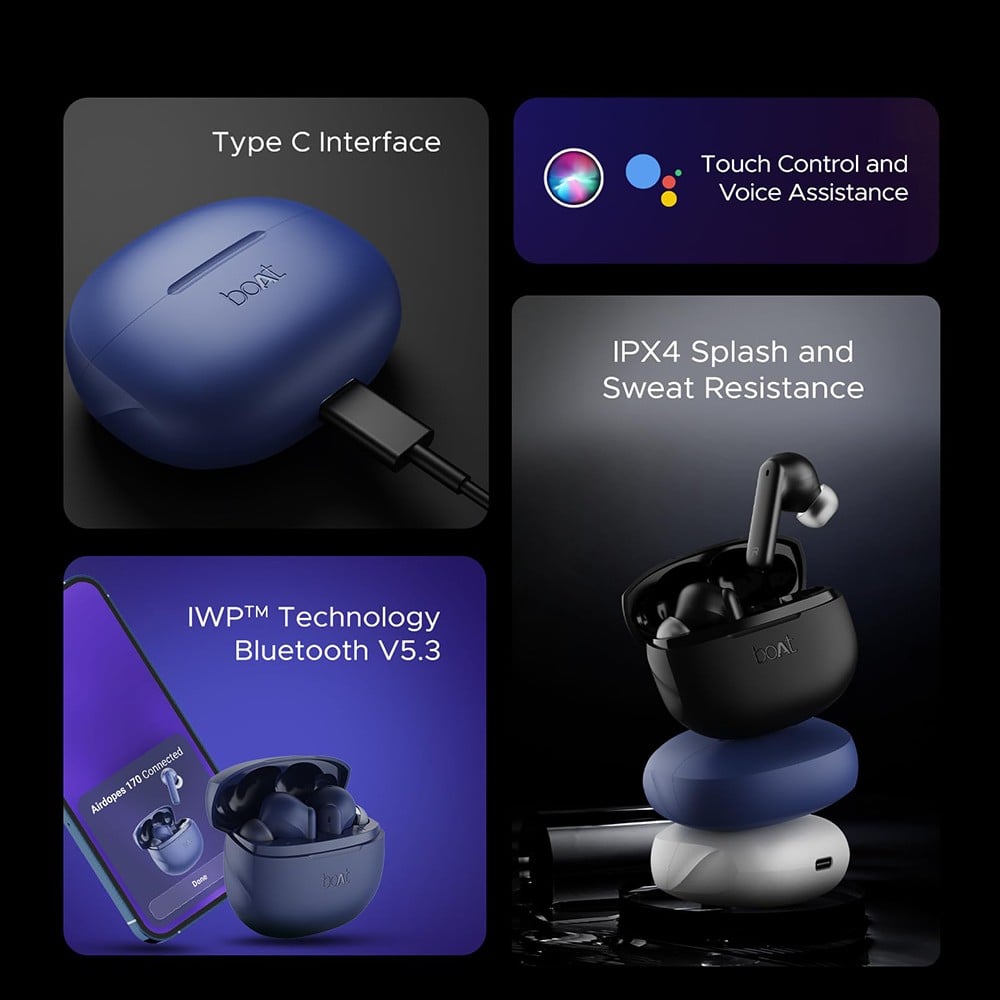 Type C Interface
boAt
Touch Control and
Voice Assistance
IPX4 Splash and
Sweat Resistance
boAt
IWP™ Technology
Bluetooth V5.3
Airdopes 170 Connected
Done
boAt